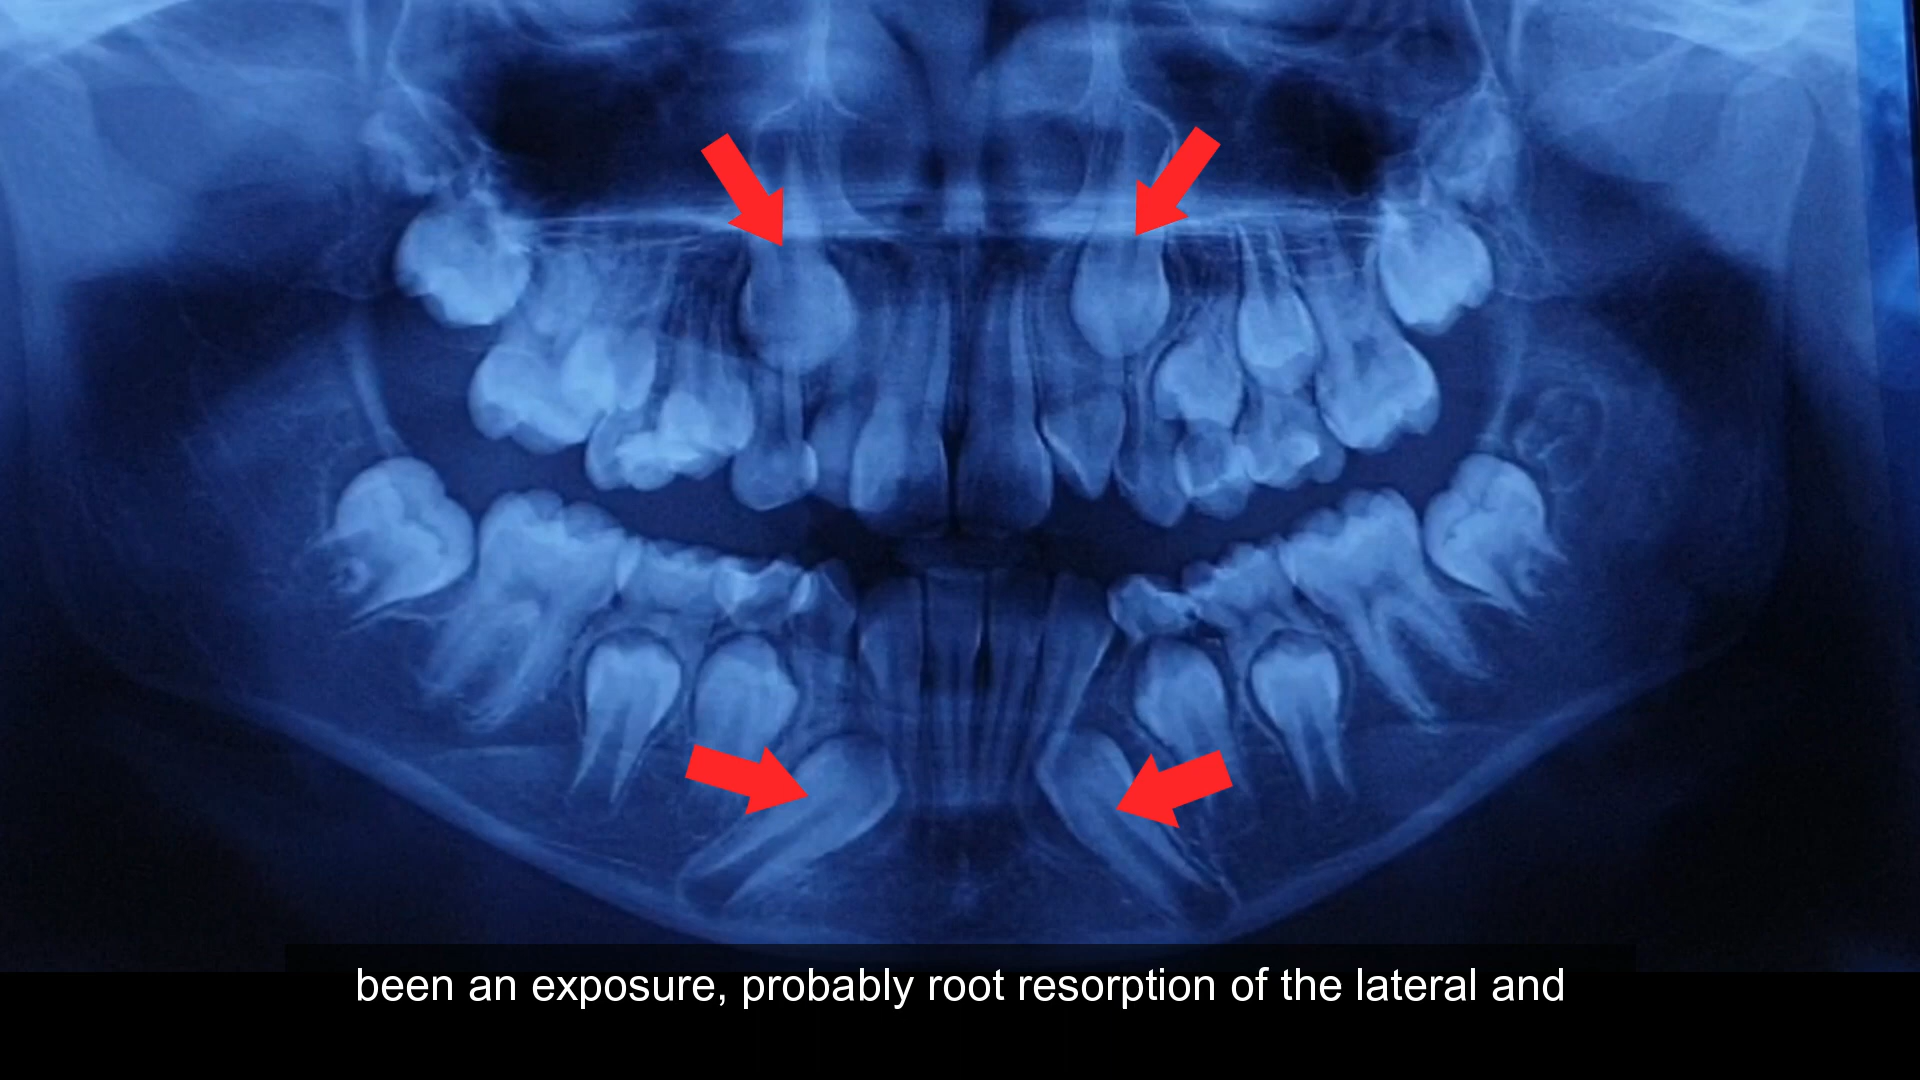 been an exposure, probably root resorption of the lateral and